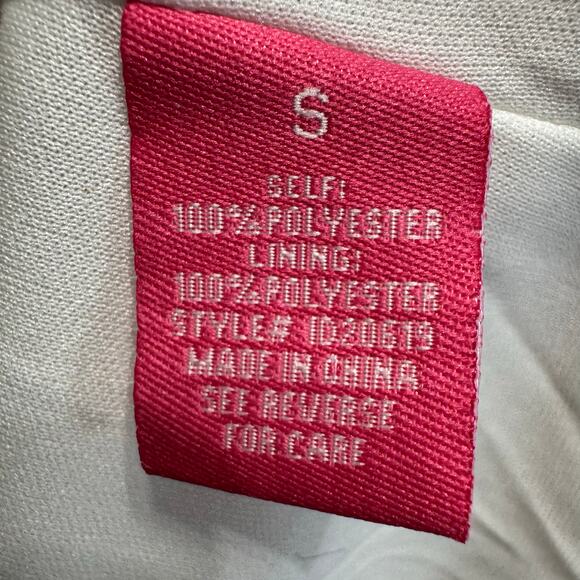 S
SELF:
100%POLYESTER
LINING:
100%POLYESTER
STYLE# ID20619
MADE IN CHINA
SEE REVERSE
FOR CARE